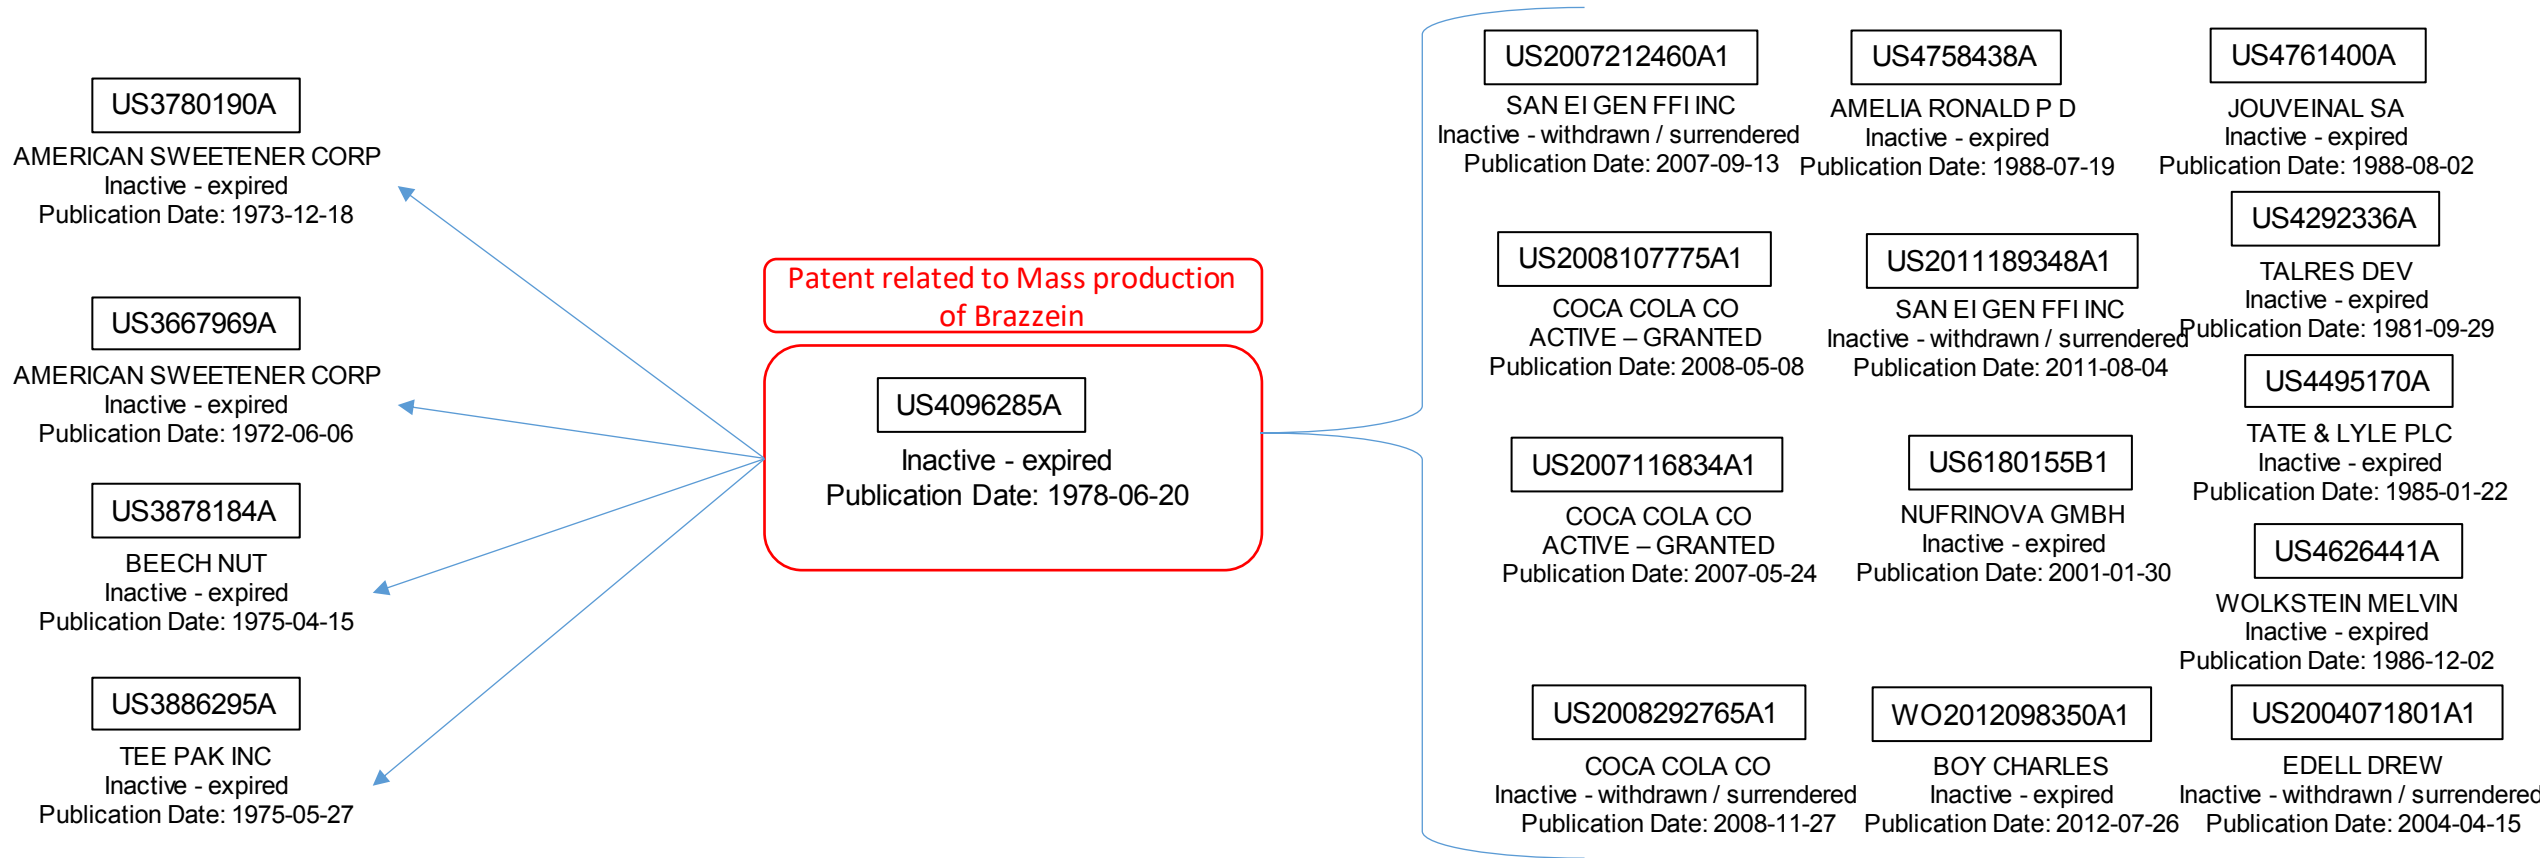 US3780190A
AMERICAN SWEETENER CORP
Inactive - expired
Publication Date: 1973-12-18
US3667969A
AMERICAN SWEETENER CORP
Inactive - expired
Publication Date: 1972-06-06
US3878184A
BEECH NUT
Inactive - expired
Publication Date: 1975-04-15
US3886295A
TEE PAK INC
Inactive - expired
Publication Date: 1975-05-27
Patent related to Mass production
of Brazzein
US4096285A
Inactive - expired
Publication Date: 1978-06-20
US2007212460A1
SAN EI GEN FFI INC
Inactive - withdrawn / surrendered
Publication Date: 2007-09-13
US2008107775A1
COCA COLA CO
ACTIVE – GRANTED
Publication Date: 2008-05-08
US2007116834A1
COCA COLA CO
ACTIVE – GRANTED
Publication Date: 2007-05-24
US2008292765A1
COCA COLA CO
Inactive - withdrawn / surrendered
Publication Date: 2008-11-27
US4758438A
AMELIA RONALD P D
Inactive - expired
Publication Date: 1988-07-19
US2011189348A1
SAN EI GEN FFI INC
Inactive - withdrawn / surrendered
Publication Date: 2011-08-04
US6180155B1
NUFRINOVA GMBH
Inactive - expired
Publication Date: 2001-01-30
WO2012098350A1
BOY CHARLES
Inactive - expired
Publication Date: 2012-07-26
US4761400A
JOUVEINAL SA
Inactive - expired
Publication Date: 1988-08-02
US4292336A
TALRES DEV
Inactive - expired
Publication Date: 1981-09-29
US4495170A
TATE & LYLE PLC
Inactive - expired
Publication Date: 1985-01-22
US4626441A
WOLKSTEIN MELVIN
Inactive - expired
Publication Date: 1986-12-02
US2004071801A1
EDELL DREW
Inactive - withdrawn / surrendered
Publication Date: 2004-04-15